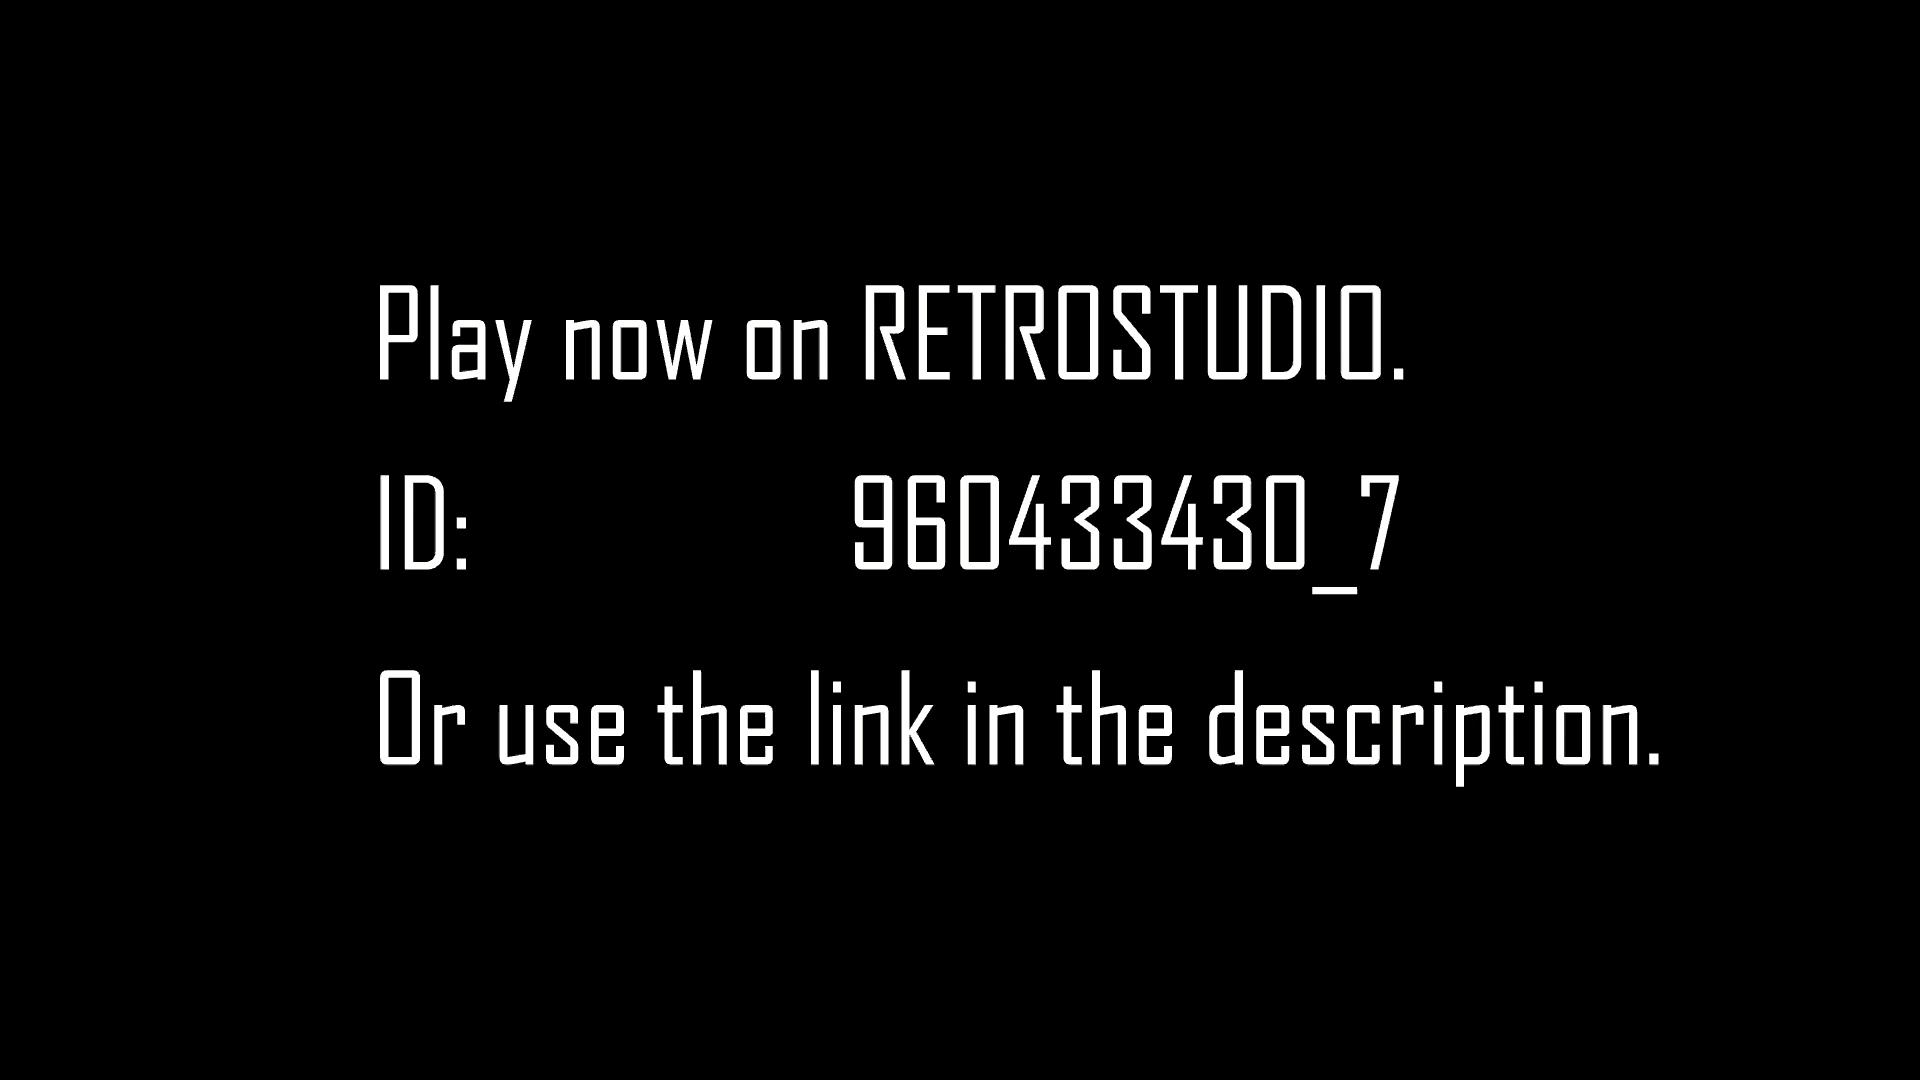 Play now on RETROSTUDIO.
ID: 960433430_7
Or use the link in the description.